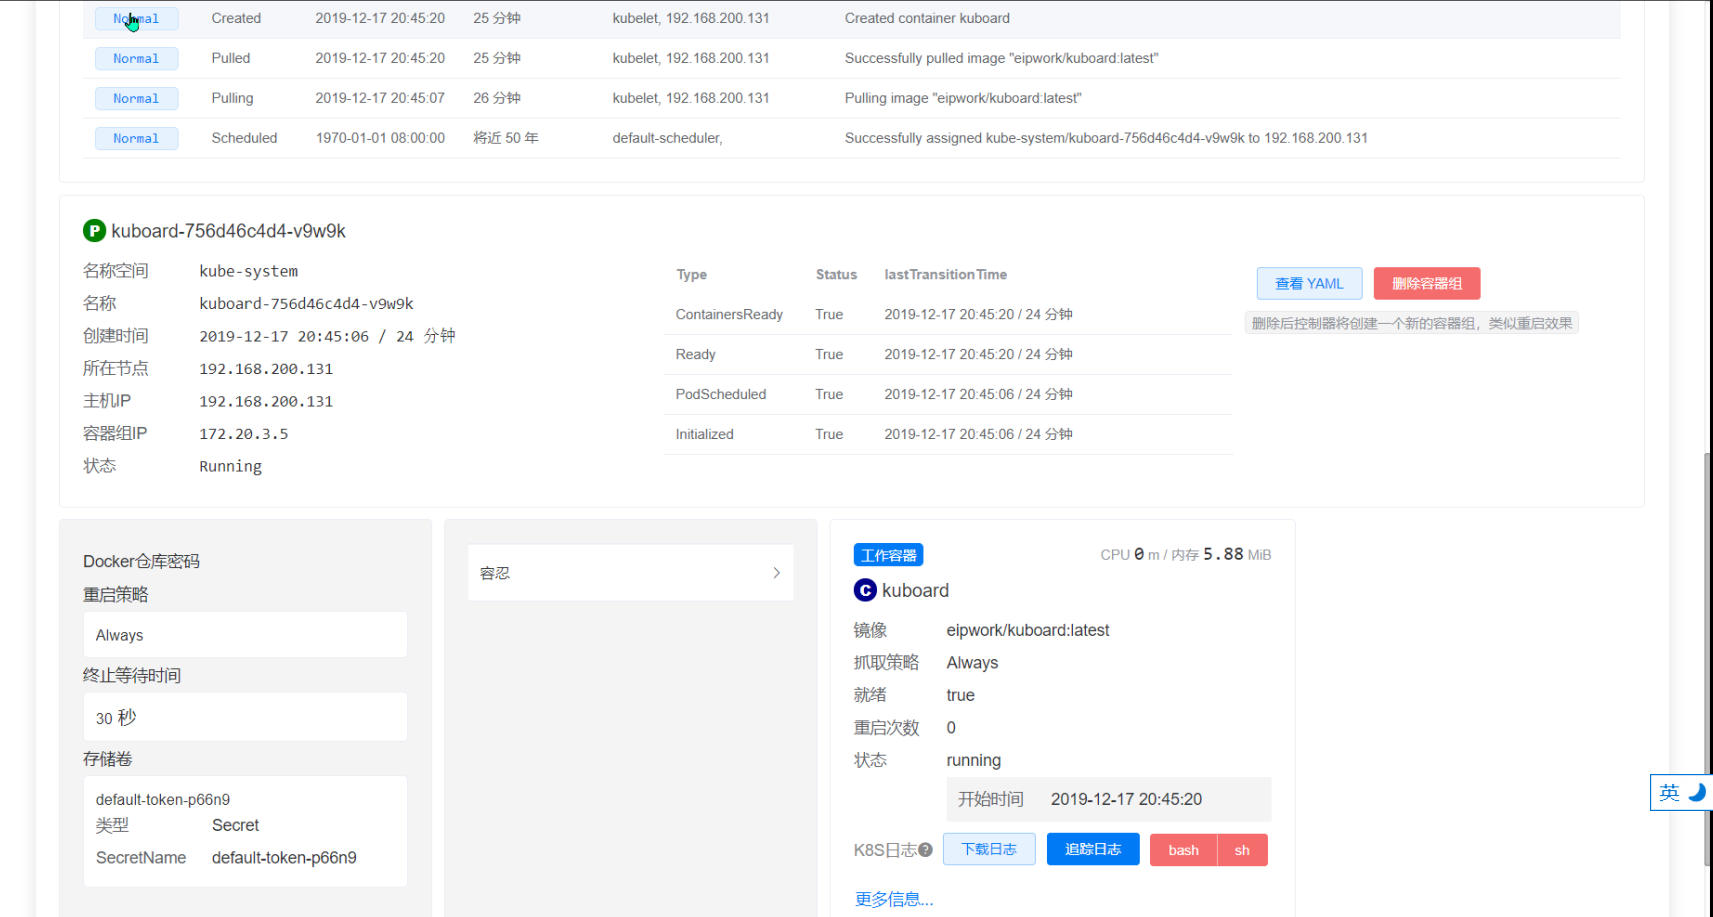 Normal Created 2019-12-17 20:45:20 25 分钟 kubelet, 192.168.200.131 Created container kuboard
Normal Pulled 2019-12-17 20:45:20 25 分钟 kubelet, 192.168.200.131 Successfully pulled image "eipwork/kuboard:latest"
Normal Pulling 2019-12-17 20:45:07 26 分钟 kubelet, 192.168.200.131 Pulling image "eipwork/kuboard:latest"
Normal Scheduled 1970-01-01 08:00:00 将近 50 年 default-scheduler, Successfully assigned kube-system/kuboard-756d46c4d4-v9w9k to 192.168.200.131
P kuboard-756d46c4d4-v9w9k
名称空间 kube-system
名称 kuboard-756d46c4d4-v9w9k
创建时间 2019-12-17 20:45:06 / 24 分钟
所在节点 192.168.200.131
主机IP 192.168.200.131
容器组IP 172.20.3.5
状态 Running
Type Status lastTransitionTime
ContainersReady True 2019-12-17 20:45:20 / 24 分钟
Ready True 2019-12-17 20:45:20 / 24 分钟
PodScheduled True 2019-12-17 20:45:06 / 24 分钟
Initialized True 2019-12-17 20:45:06 / 24 分钟
查看 YAML 删除容器组
删除后控制器将创建一个新的容器组，类似重启效果
Docker仓库密码
重启策略
Always
终止等待时间
30 秒
存储卷
default-token-p66n9
类型 Secret
SecretName default-token-p66n9
容忍
工作容器 CPU 0 m / 内存 5.88 MiB
C kuboard
镜像 eipwork/kuboard:latest
抓取策略 Always
就绪 true
重启次数 0
状态 running
开始时间 2019-12-17 20:45:20
K8S日志 ? 下载日志 追踪日志 bash sh
更多信息...
英